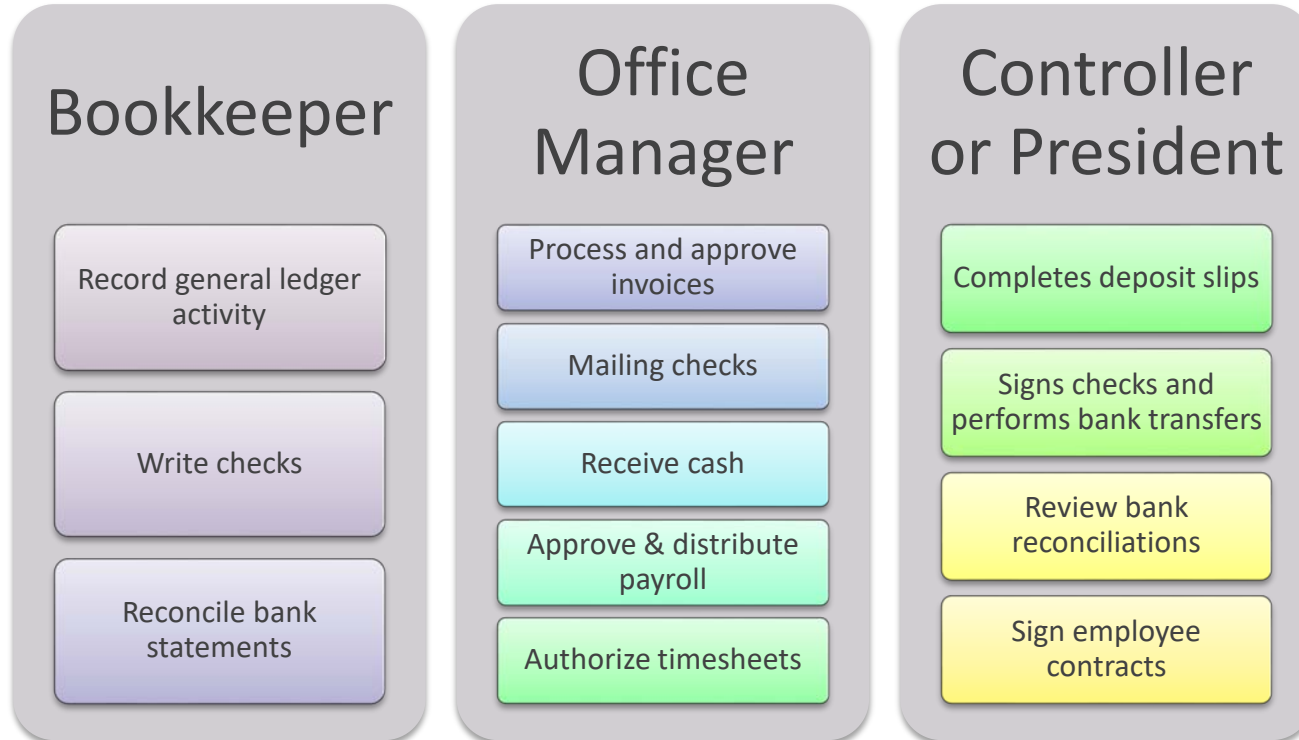 Bookkeeper
Record general ledger
activity
Write checks
Reconcile bank
statements
Office
Manager
Process and approve
invoices
Mailing checks
Receive cash
Approve & distribute
payroll
Authorize timesheets
Controller
or President
Completes deposit slips
Signs checks and
performs bank transfers
Review bank
reconciliations
Sign employee
contracts